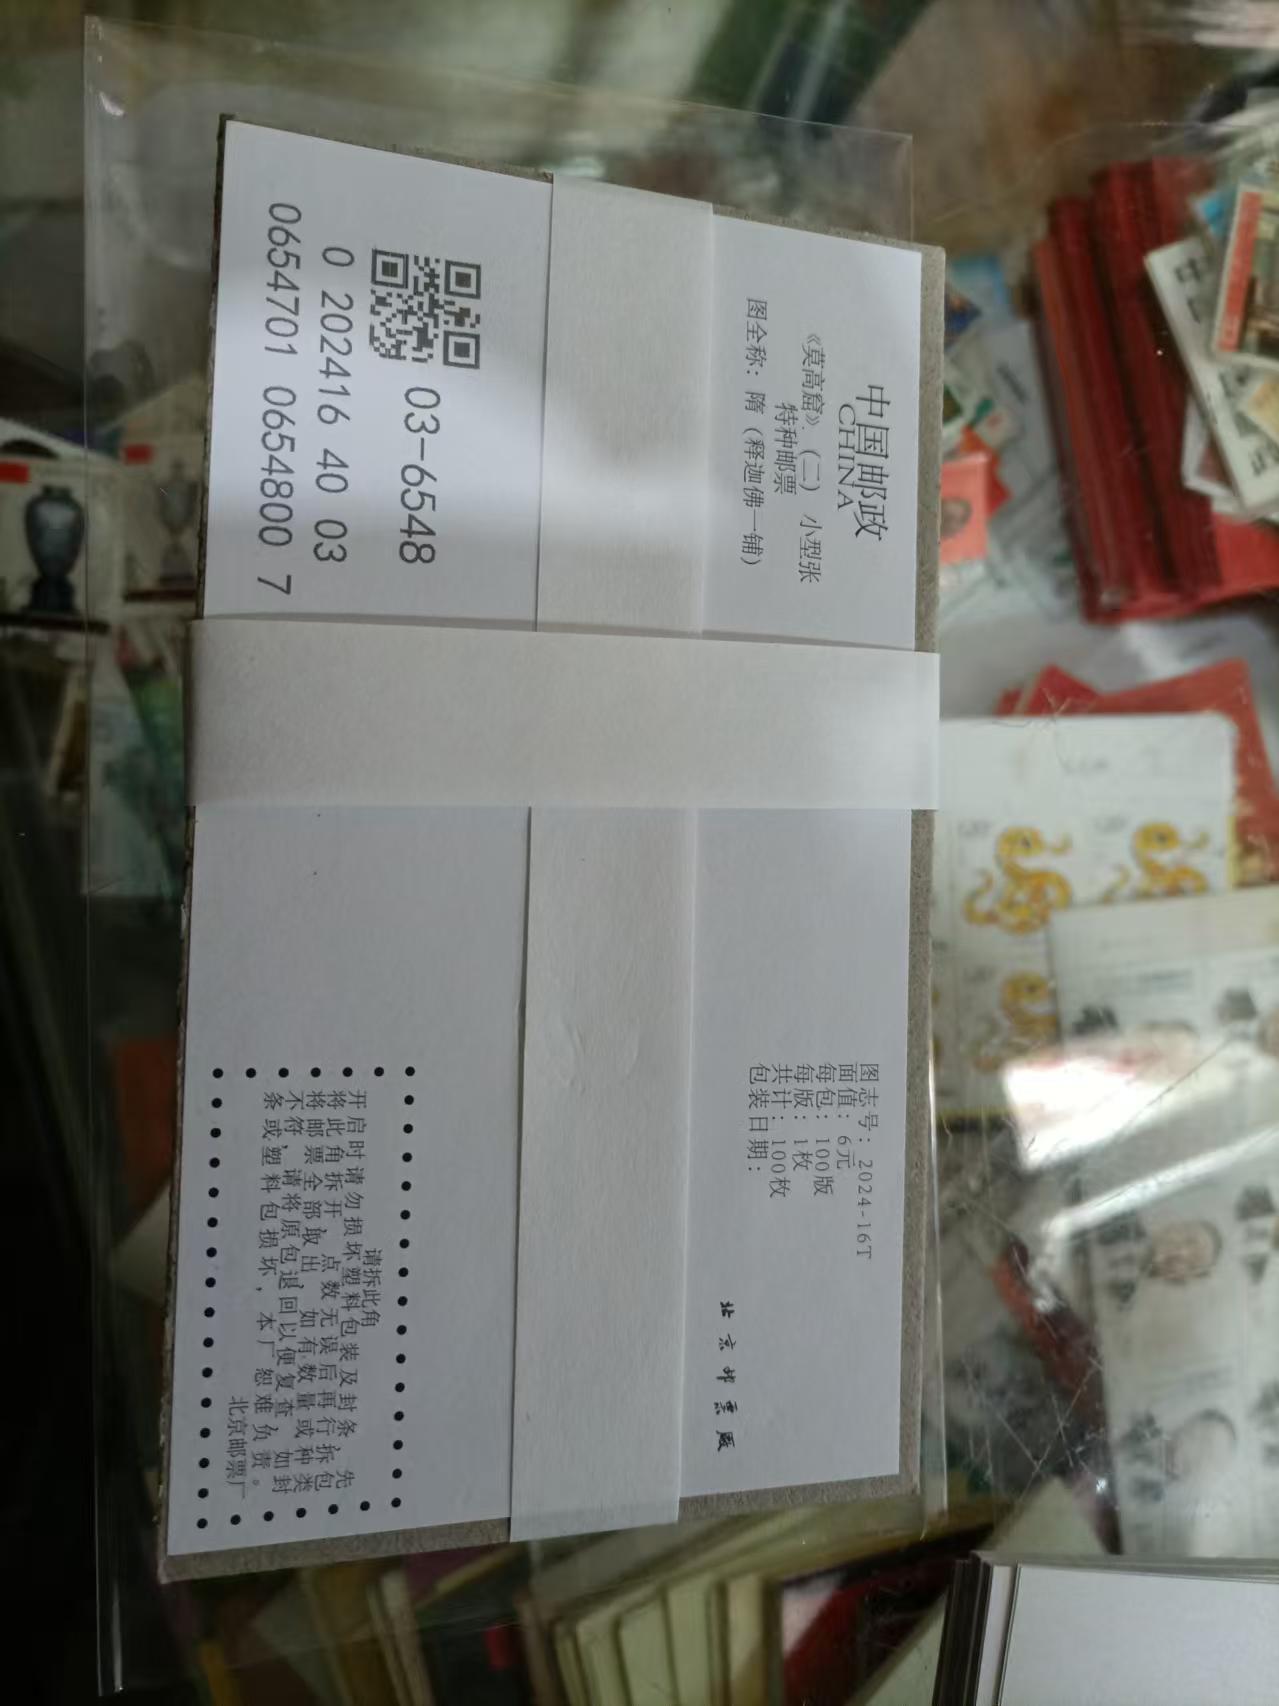 中国邮政
CHINA
《莫高窟》(二) 小型张
特种邮票
图全称：隋（释迦佛一铺）
图志号：2024-16T
面值：6元
每包：100版
每版：1枚
共计：100枚
包装日期：
北京邮票厂
03-6548
0 202416 40 03
0654701 0654800 7
请拆此角
开启时请勿损坏塑料包装及封条，先
将此角拆开，点数无误后再行拆包
将邮票全部取出，如有数量或种类
不符，请将原包退回以便复查，如封
条或塑料包损坏，本厂恕难负责。
北京邮票厂